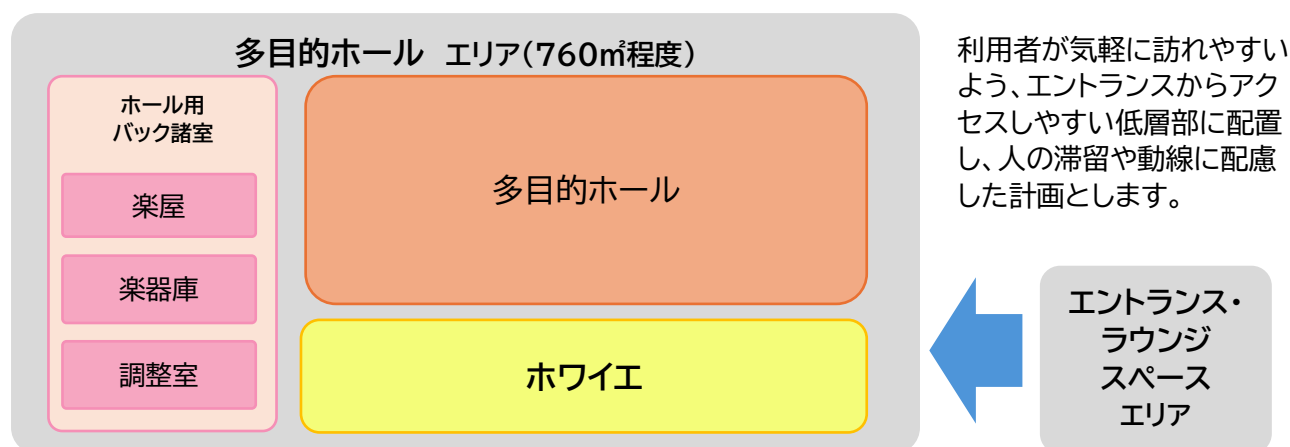 多目的ホール エリア(760㎡程度)
ホール用
バック諸室
楽屋
楽器庫
調整室
多目的ホール
ホワイエ
利用者が気軽に訪れやすい
よう、エントランスからアク
セスしやすい低層部に配置
し、人の滞留や動線に配慮
した計画とします。
エントランス・
ラウンジ
スペース
エリア